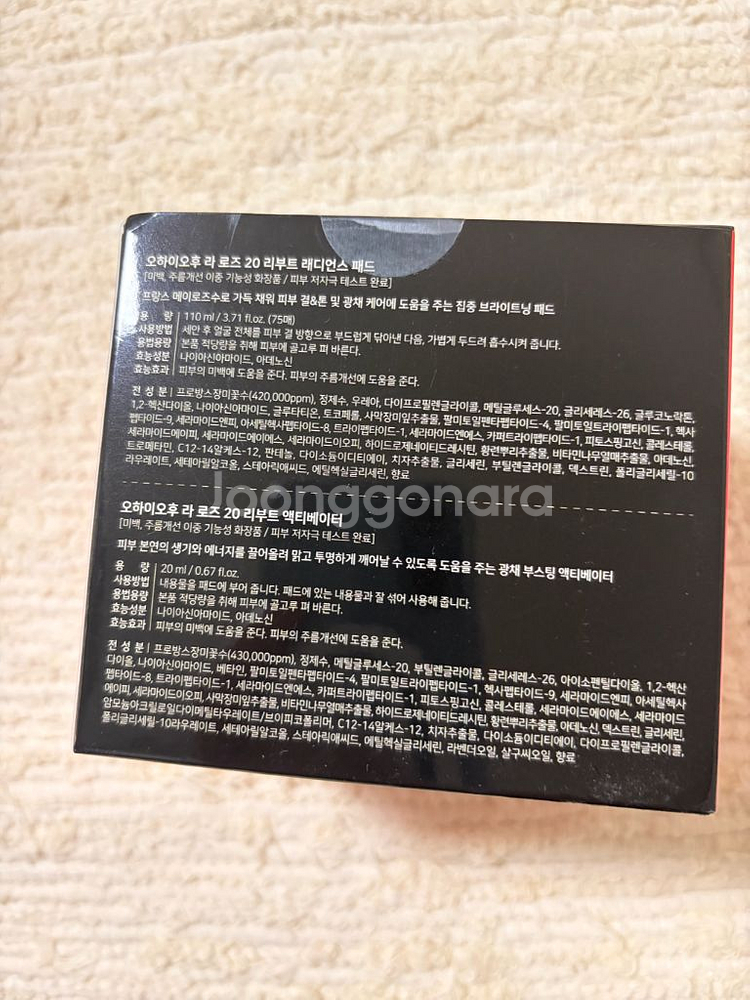 오하이오후 라 로즈 20 리부트 래디언스 패드
[미백, 주름개선 이중 기능성 화장품 / 피부 저자극 테스트 완료]
프랑스 메이로즈수로 가득 채워 피부 결&톤 및 광채 케어에 도움을 주는 집중 브라이트닝 패드
용 량 | 110 ml / 3.71 fl.oz. (75매)
사용방법 | 세안 후 얼굴 전체를 피부 결 방향으로 부드럽게 닦아낸 다음, 가볍게 두드려 흡수시켜 줍니다.
용법용량 | 본품 적당량을 취해 피부에 골고루 펴 바른다.
효능성분 | 나이아신아마이드, 아데노신
효능효과 | 피부의 미백에 도움을 준다. 피부의 주름개선에 도움을 준다.
전 성 분 | 프로방스장미꽃수(420,000ppm), 정제수, 우레아, 다이프로필렌글라이콜, 메틸글루세스-20, 글리세레스-26, 글루코노락톤,
1,2-헥산다이올, 나이아신아마이드, 글루타티온, 토코페롤, 사막장미잎추출물, 팔미토일펜타펩타이드-4, 팔미토일트라이펩타이드-1, 헥사
펩타이드-9, 세라마이드엔피, 아세틸헥사펩타이드-8, 트라이펩타이드-1, 세라마이드엔에스, 카퍼트라이펩타이드-1, 피토스핑고신, 콜레스테롤,
세라마이드에이피, 세라마이드에이에스, 세라마이드이오피, 하이드로제네이티드레시틴, 황련뿌리추출물, 비타민나무열매추출물, 아데노신,
트로메타민, C12-14알케스-12, 판테놀, 다이소듐이디티에이, 치자추출물, 글리세린, 부틸렌글라이콜, 덱스트린, 폴리글리세릴-10
라우레이트, 세테아릴알코올, 스테아릭애씨드, 에틸헥실글리세린, 향료
Joonggonara
오하이오후 라 로즈 20 리부트 액티베이터
[미백, 주름개선 이중 기능성 화장품 / 피부 저자극 테스트 완료]
피부 본연의 생기와 에너지를 끌어올려 맑고 투명하게 깨어날 수 있도록 도움을 주는 광채 부스팅 액티베이터
용 량 | 20 ml / 0.67 fl.oz.
사용방법 | 내용물을 패드에 부어 줍니다. 패드에 있는 내용물과 잘 섞어 사용해 줍니다.
용법용량 | 본품 적당량을 취해 피부에 골고루 펴 바른다.
효능성분 | 나이아신아마이드, 아데노신
효능효과 | 피부의 미백에 도움을 준다. 피부의 주름개선에 도움을 준다.
전 성 분 | 프로방스장미꽃수(430,000ppm), 정제수, 메틸글루세스-20, 부틸렌글라이콜, 글리세레스-26, 아이소펜틸다이올, 1,2-헥산
다이올, 나이아신아마이드, 베타인, 팔미토일펜타펩타이드-4, 팔미토일트라이펩타이드-1, 헥사펩타이드-9, 세라마이드엔피, 아세틸헥사
펩타이드-8, 트라이펩타이드-1, 세라마이드엔에스, 카퍼트라이펩타이드-1, 피토스핑고신, 콜레스테롤, 세라마이드에이에스, 세라마이드
에이피, 세라마이드이오피, 사막장미잎추출물, 비타민나무열매추출물, 하이드로제네이티드레시틴, 황련뿌리추출물, 아데노신, 덱스트린, 글리세린,
암모늄아크릴로일다이메틸타우레이트/브이피코폴리머, C12-14알케스-12, 치자추출물, 다이소듐이디티에이, 다이프로필렌글라이콜,
폴리글리세릴-10라우레이트, 세테아릴알코올, 스테아릭애씨드, 에틸헥실글리세린, 라벤더오일, 살구씨오일, 향료